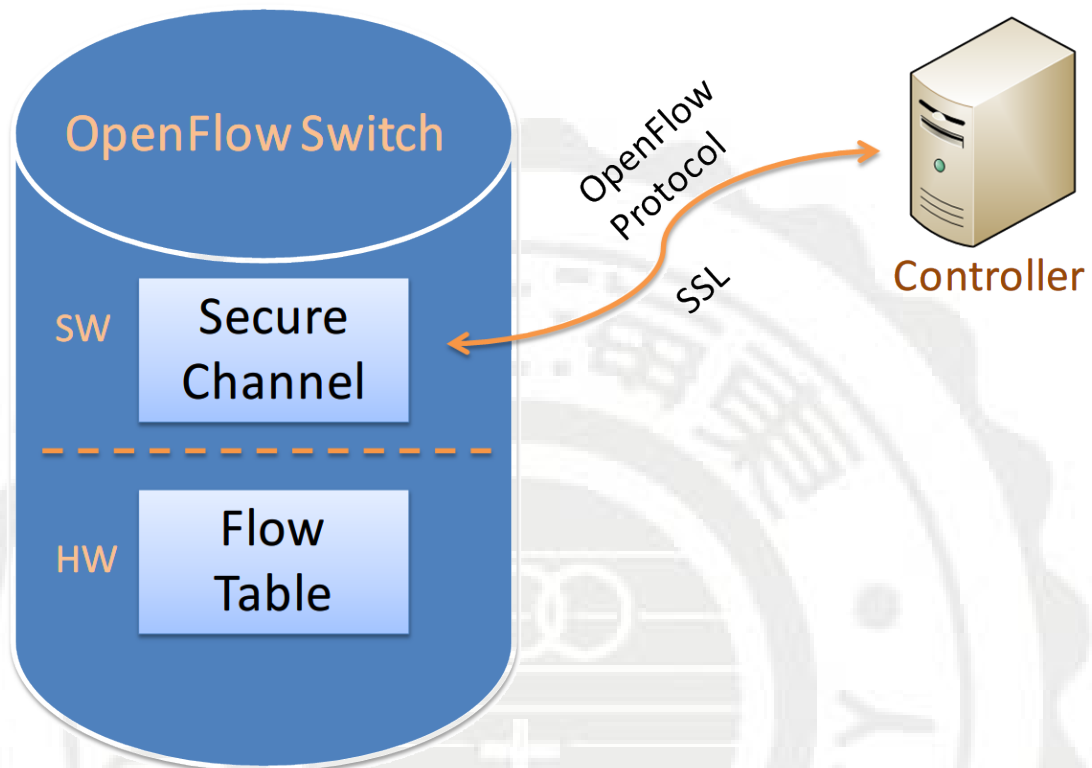 OpenFlow Switch
OpenFlow
Protocol
SSL
Controller
SW
Secure
Channel
HW
Flow
Table